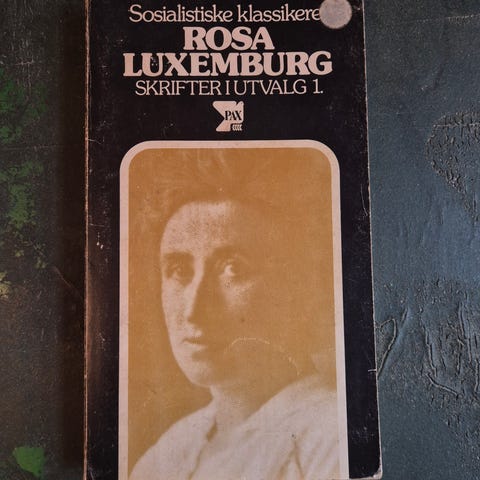 Sosialistiske klassikere
ROSA
LUXEMBURG
SKRIFTER I UTVALG 1.
PAX